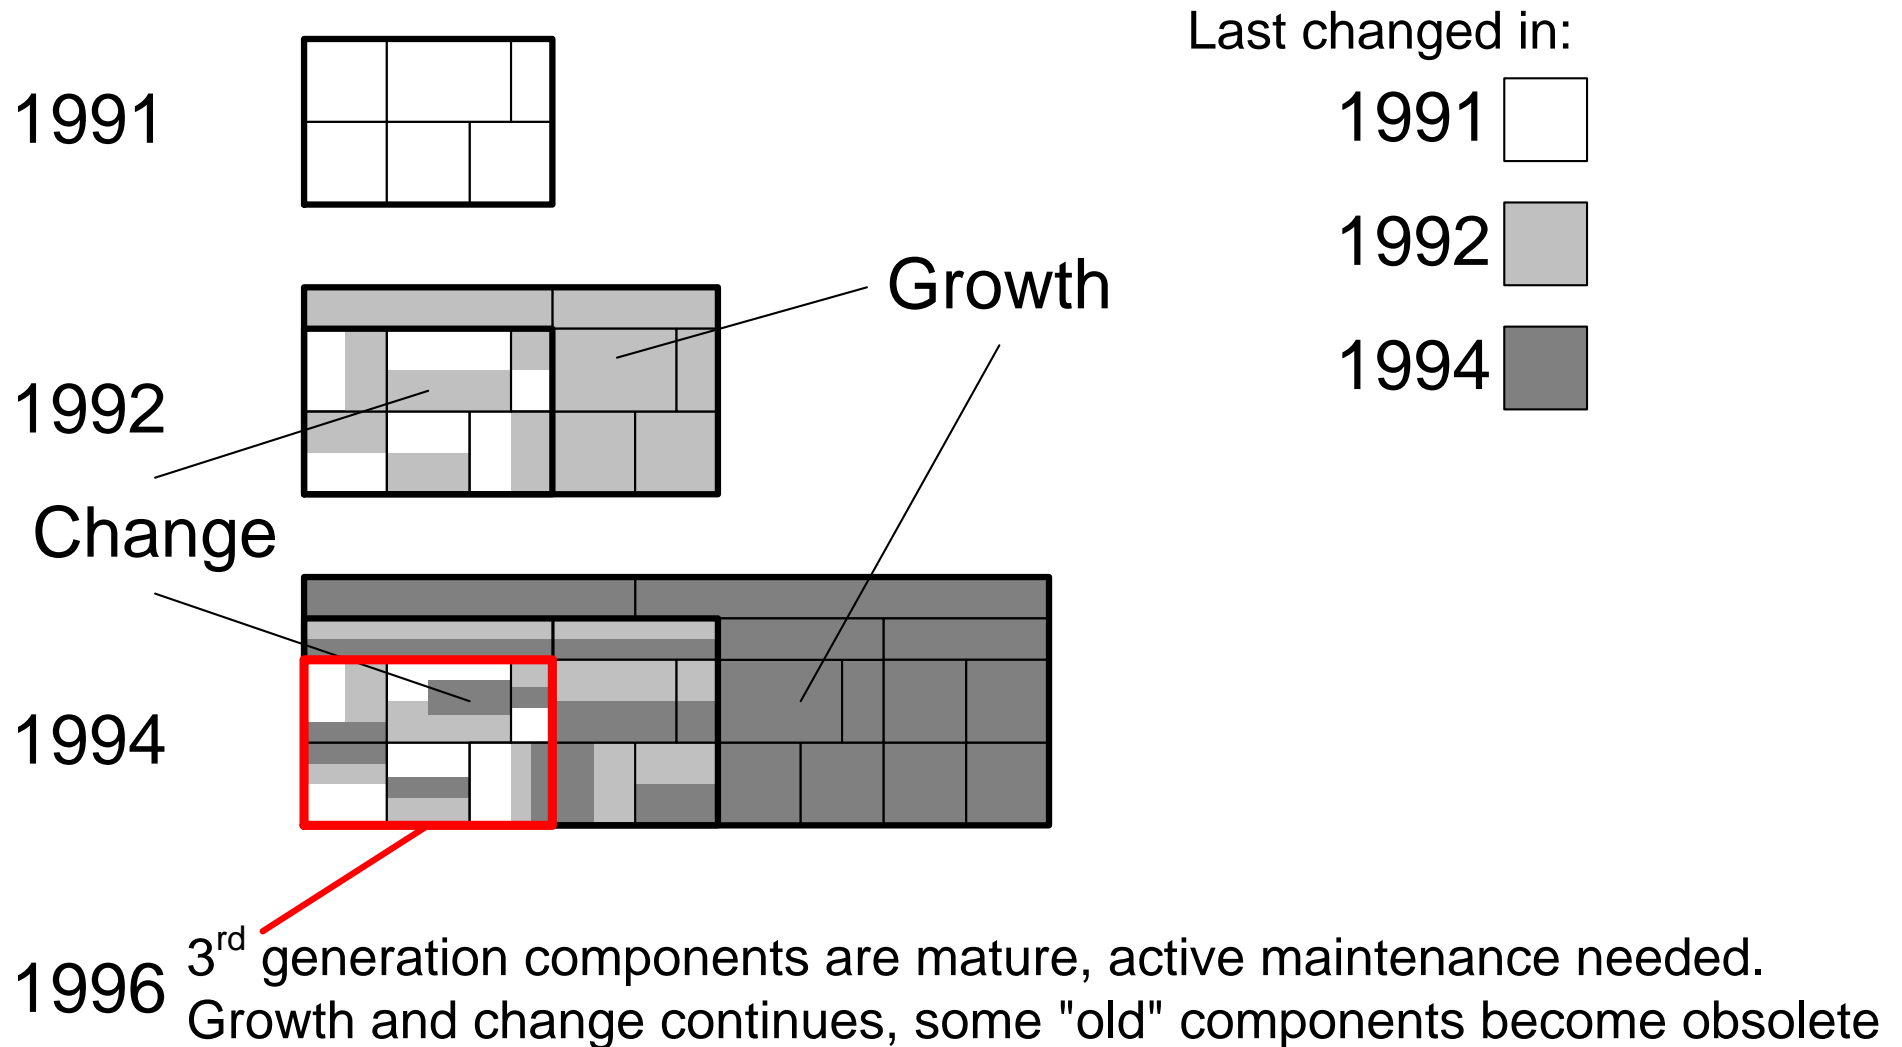 Last changed in:
1991
1991
1992
Growth
1994
1992
Change
1994
3rd generation components are mature, active maintenance needed.
1996
Growth and change continues, some "old" components become obsolete